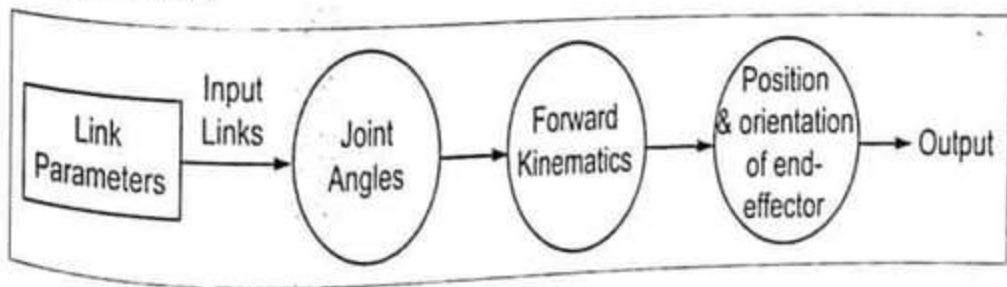 Link
Parameters
Input
Links
Joint
Angles
Forward
Kinematics
Position
& orientation
of end-
effector
Output